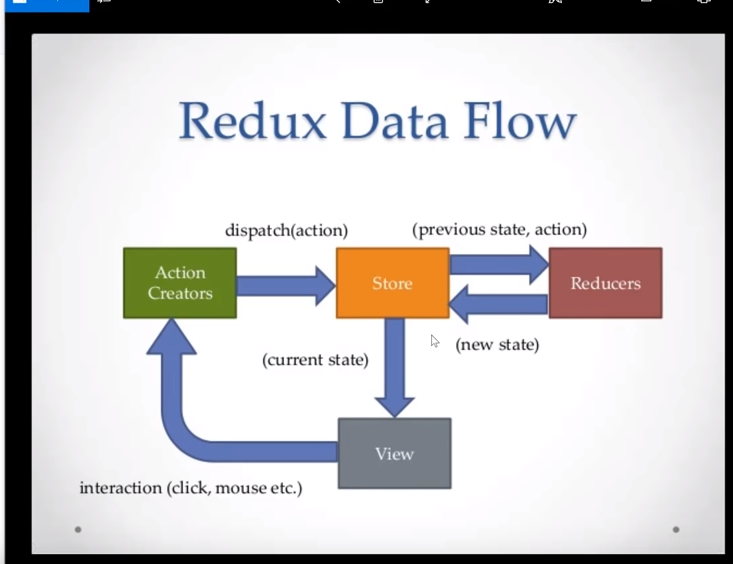 Redux Data Flow
dispatch(action)
(previous state, action)
Action
Creators
Store
Reducers
(current state)
(new state)
View
interaction (click, mouse etc.)